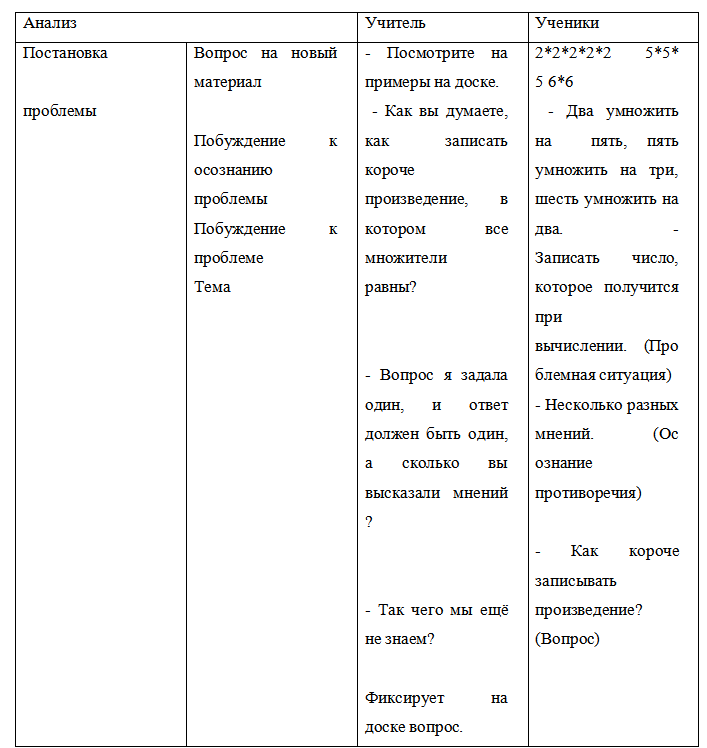 Анализ
Учитель
Ученики
Постановка
проблемы
Вопрос на новый
материал
Побуждение к
осознанию
проблемы
Побуждение к
проблеме
Тема
- Посмотрите на
примеры на доске.
- Как вы думаете,
как записать
короче
произведение, в
котором все
множители
равны?
- Вопрос я задала
один, и ответ
должен быть один,
а сколько вы
высказали мнений
?
- Так чего мы ещё
не знаем?
Фиксирует на
доске вопрос.
2*2*2*2*2 5*5*
5 6*6
- Два умножить
на пять, пять
умножить на три,
шесть умножить на
два. -
Записать число,
которое получится
при
вычислении. (Про
блемная ситуация)
- Несколько разных
мнений. (Ос
ознание
противоречия)
- Как короче
записывать
произведение?
(Вопрос)